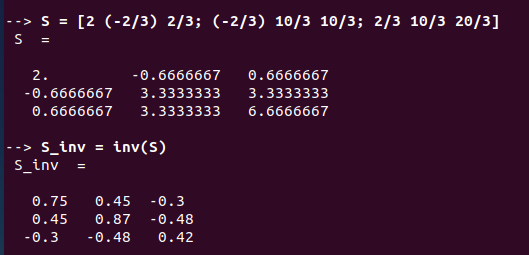 --> S = [2 (-2/3) 2/3; (-2/3) 10/3 10/3; 2/3 10/3 20/3]
S  =
2.         -0.6666667   0.6666667
-0.6666667   3.3333333   3.3333333
0.6666667   3.3333333   6.6666667
--> S_inv = inv(S)
S_inv  =
0.75   0.45  -0.3
0.45   0.87  -0.48
-0.3   -0.48   0.42